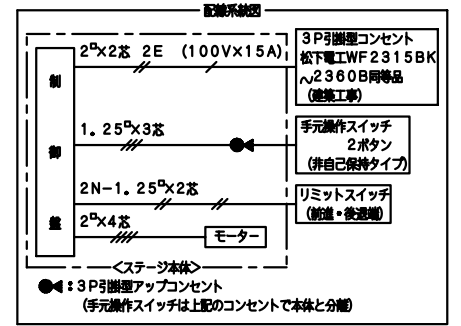 配線系統図
2□×2芯 2E (100V×15A)
3P引掛型コンセント
松下電工WF2315BK
～2360B同等品
(建築工事)
制御盤
1.25□×3芯
手元操作スイッチ
2ボタン
(非自己保持タイプ)
2N-1.25□×2芯
リミットスイッチ
(前進・後退端)
2□×4芯
モーター
<ステージ本体>
：3P引掛型アップコンセント
(手元操作スイッチは上記のコンセントで本体と分離)